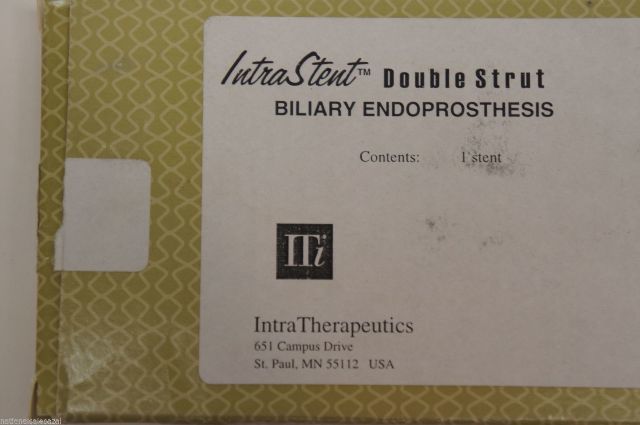 IntraStent™ Double Strut
BILIARY ENDOPROSTHESIS
Contents: 1 stent
ITi
IntraTherapeutics
651 Campus Drive
St. Paul, MN 55112 USA